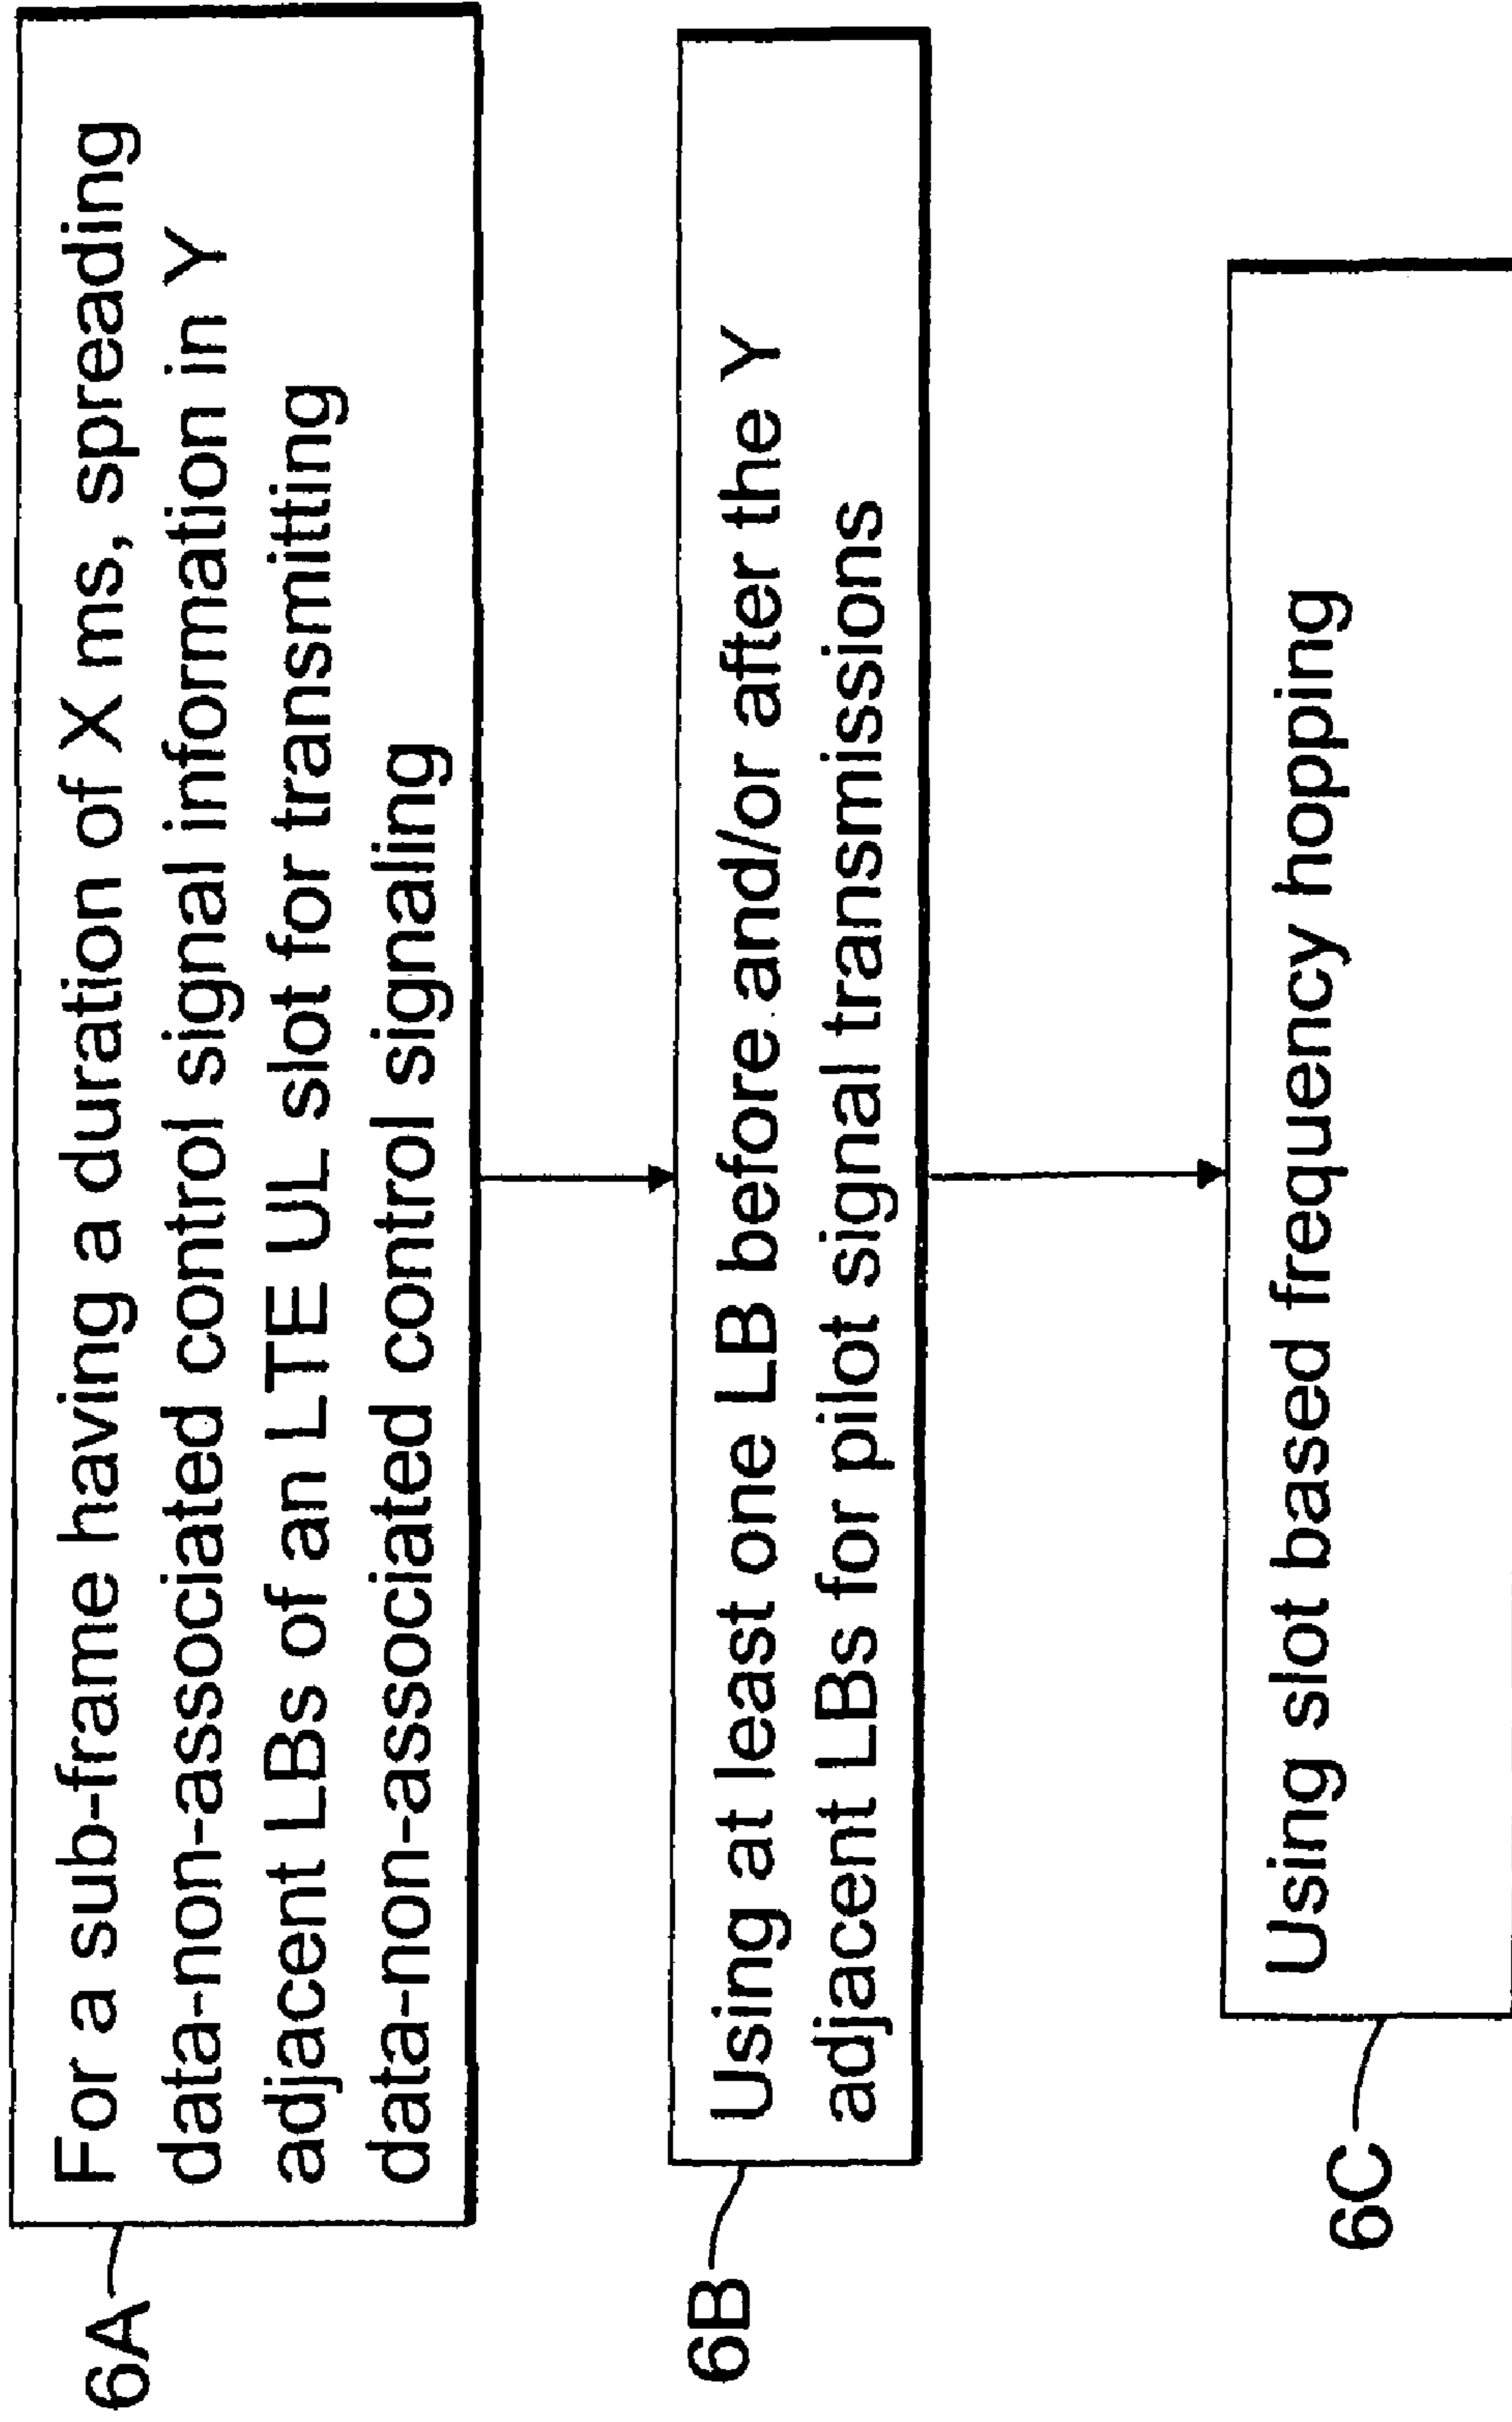 6A
For a sub-frame having a duration of X ms, spreading
data-non-associated control signal information in Y
adjacent LBs of an LTE UL slot for transmitting
data-non-associated control signaling
6B
Using at least one LB before and/or after the Y
adjacent LBs for pilot signal transmissions
6C
Using slot based frequency hopping